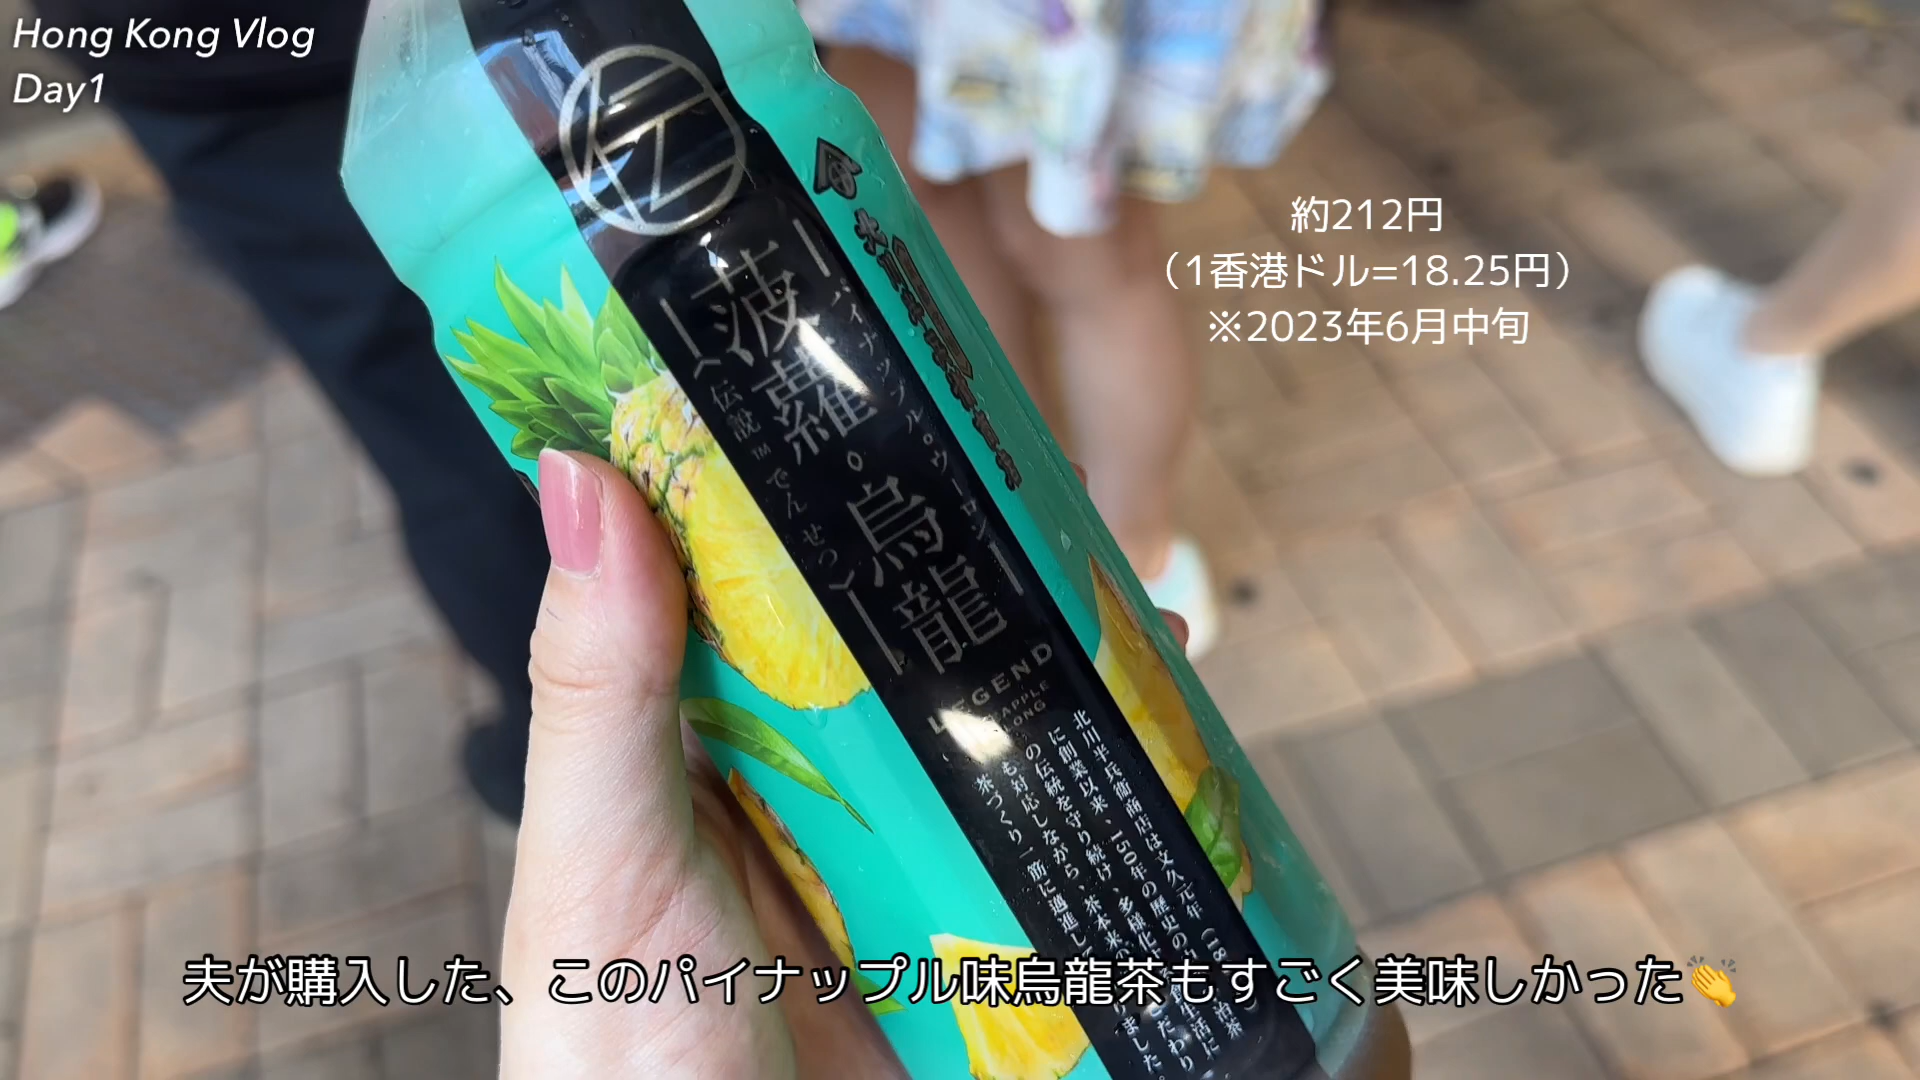 Hong Kong Vlog
Day1
約212円
（1香港ドル=18.25円）
※2023年6月中旬
菠蘿。烏龍
パイナップル。ウーロン
伝説™でんせつ
LEGEND
北川半兵衛商店は文久元年
に創業以来、150年の歴史の
の伝統を守り続け、多様化
も対応しながら、茶本来の
茶づくり一筋に邁進して
夫が購入した、このパイナップル味烏龍茶もすごく美味しかった👏